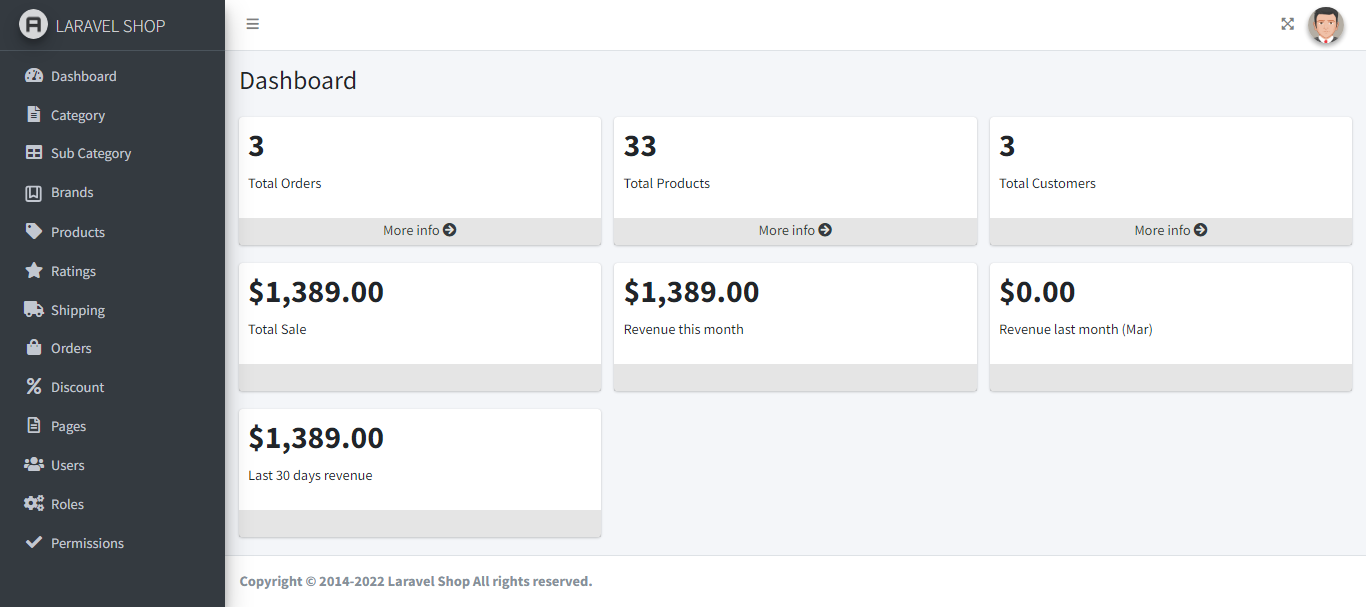 LARAVEL SHOP
Dashboard
Category
Sub Category
Brands
Products
Ratings
Shipping
Orders
Discount
Pages
Users
Roles
Permissions
Dashboard
3
Total Orders
More info
33
Total Products
More info
3
Total Customers
More info
$1,389.00
Total Sale
$1,389.00
Revenue this month
$0.00
Revenue last month (Mar)
$1,389.00
Last 30 days revenue
Copyright © 2014-2022 Laravel Shop All rights reserved.